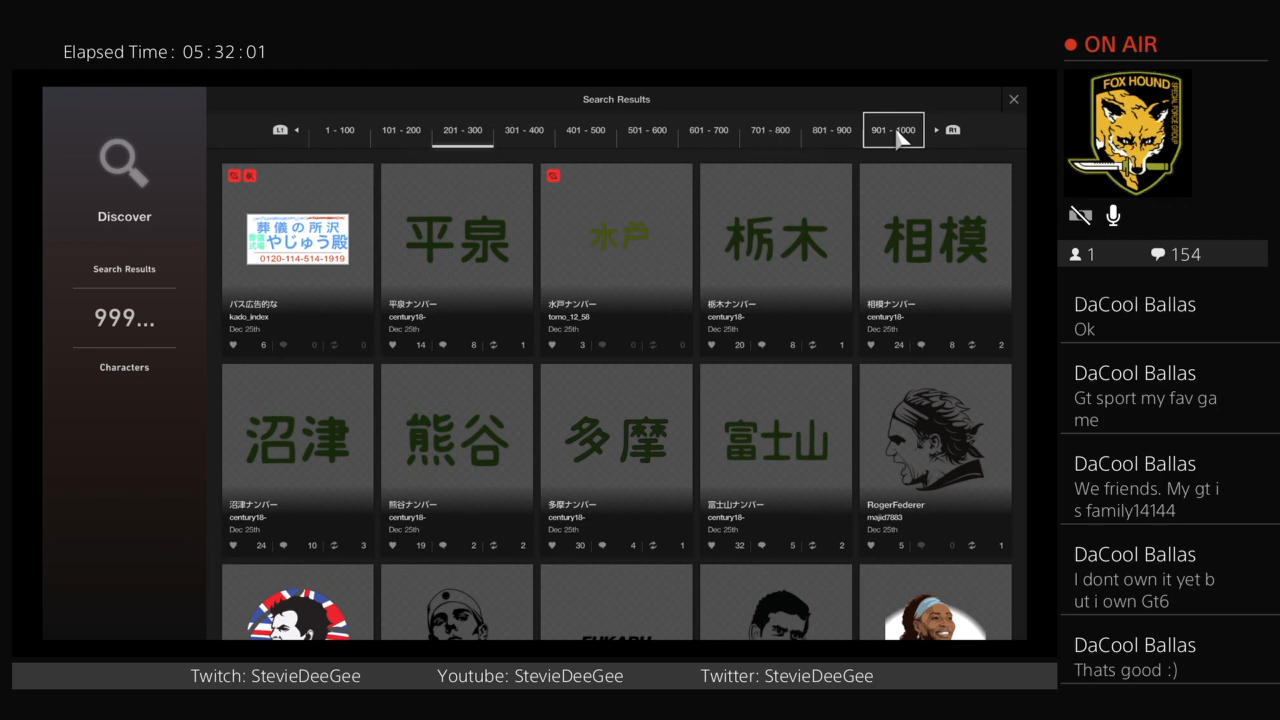 Elapsed Time: 05:32:01
ON AIR
FOX HOUND
SPECIAL FORCE GROUP
Search Results
L1
1 - 100
101 - 200
201 - 300
301 - 400
401 - 500
501 - 600
601 - 700
701 - 800
801 - 900
901 - 1000
R1
Discover
Search Results
999...
Characters
葬儀の所沢
葬儀式場 やじゅう殿
0120-114-514-1919
バス広告的な
kado_index
Dec 25th
6 0 0
平泉
平泉ナンバー
century18-
Dec 25th
14 8 1
水戸
水戸ナンバー
tomo_12_58
Dec 25th
3 0 0
栃木
栃木ナンバー
century18-
Dec 25th
20 8 1
相模
相模ナンバー
century18-
Dec 25th
24 8 2
沼津
沼津ナンバー
century18-
Dec 25th
24 10 3
熊谷
熊谷ナンバー
century18-
Dec 25th
19 2 2
多摩
多摩ナンバー
century18-
Dec 25th
30 4 1
富士山
富士山ナンバー
century18-
Dec 25th
32 5 2
RogerFederer
majid7883
Dec 25th
5 0 1
1 154
DaCool Ballas
Ok
DaCool Ballas
Gt sport my fav ga
me
DaCool Ballas
We friends. My gt i
s family14144
DaCool Ballas
I dont own it yet b
ut i own Gt6
DaCool Ballas
Thats good :)
Twitch: StevieDeeGee
Youtube: StevieDeeGee
Twitter: StevieDeeGee